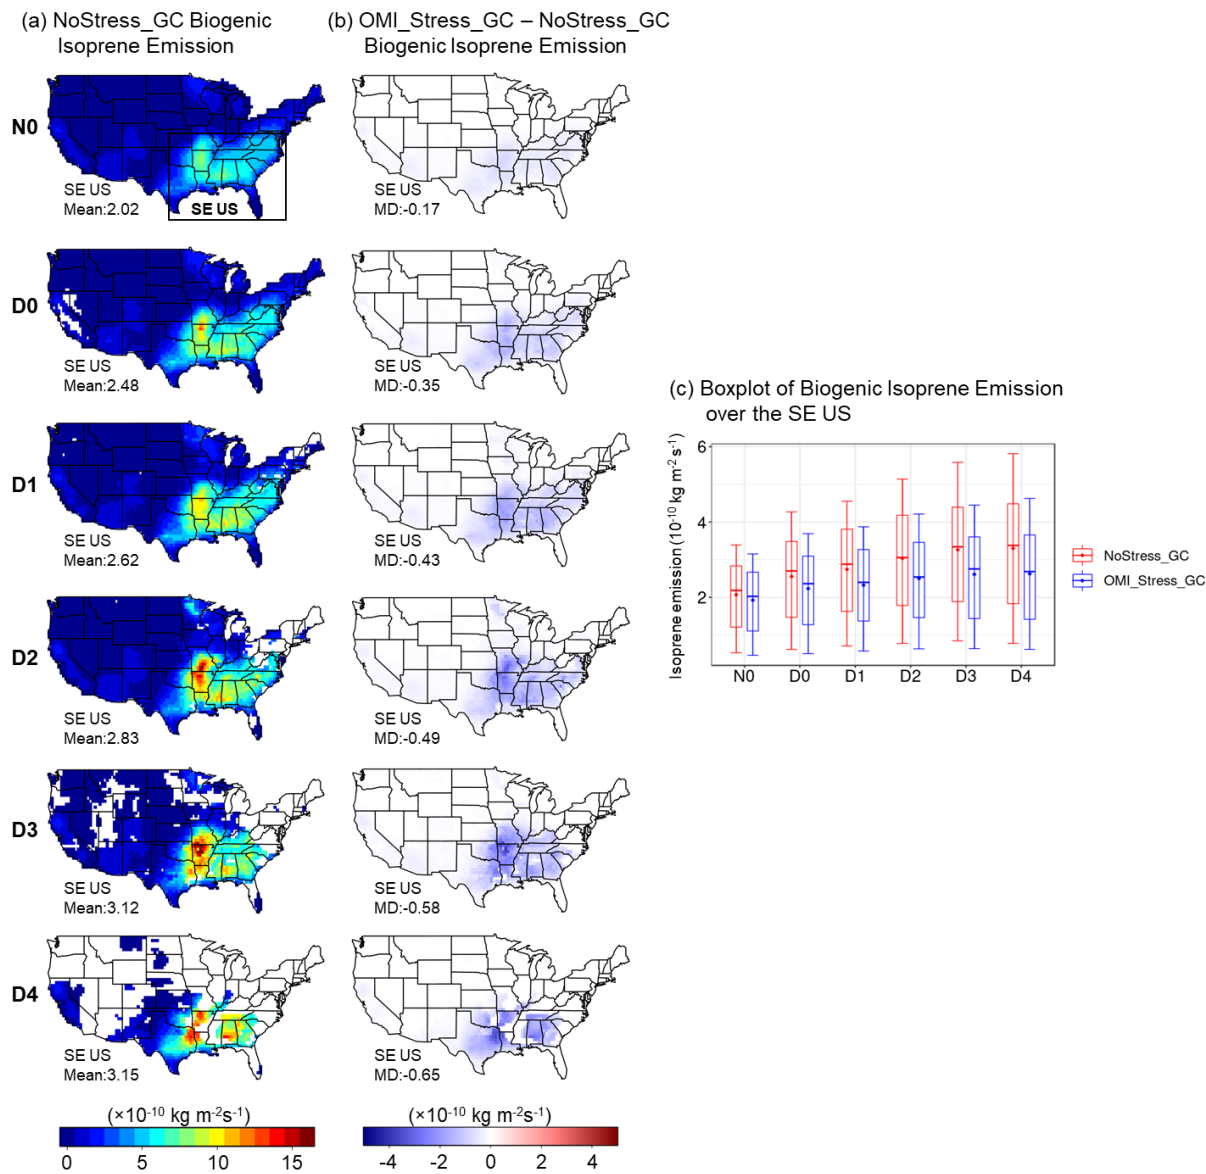 (a) NoStress_GC Biogenic
Isoprene Emission
(b) OMI_Stress_GC – NoStress_GC
Biogenic Isoprene Emission
N0
SE US
Mean:2.02
SE US
SE US
MD:-0.17
D0
SE US
Mean:2.48
SE US
MD:-0.35
D1
SE US
Mean:2.62
SE US
MD:-0.43
D2
SE US
Mean:2.83
SE US
MD:-0.49
D3
SE US
Mean:3.12
SE US
MD:-0.58
D4
SE US
Mean:3.15
SE US
MD:-0.65
(×10⁻¹⁰ kg m⁻²s⁻¹)
0 5 10 15
(×10⁻¹⁰ kg m⁻²s⁻¹)
-4 -2 0 2 4
(c) Boxplot of Biogenic Isoprene Emission
over the SE US
Isoprene emission (10⁻¹⁰ kg m⁻² s⁻¹)
6
4
2
N0 D0 D1 D2 D3 D4
NoStress_GC
OMI_Stress_GC